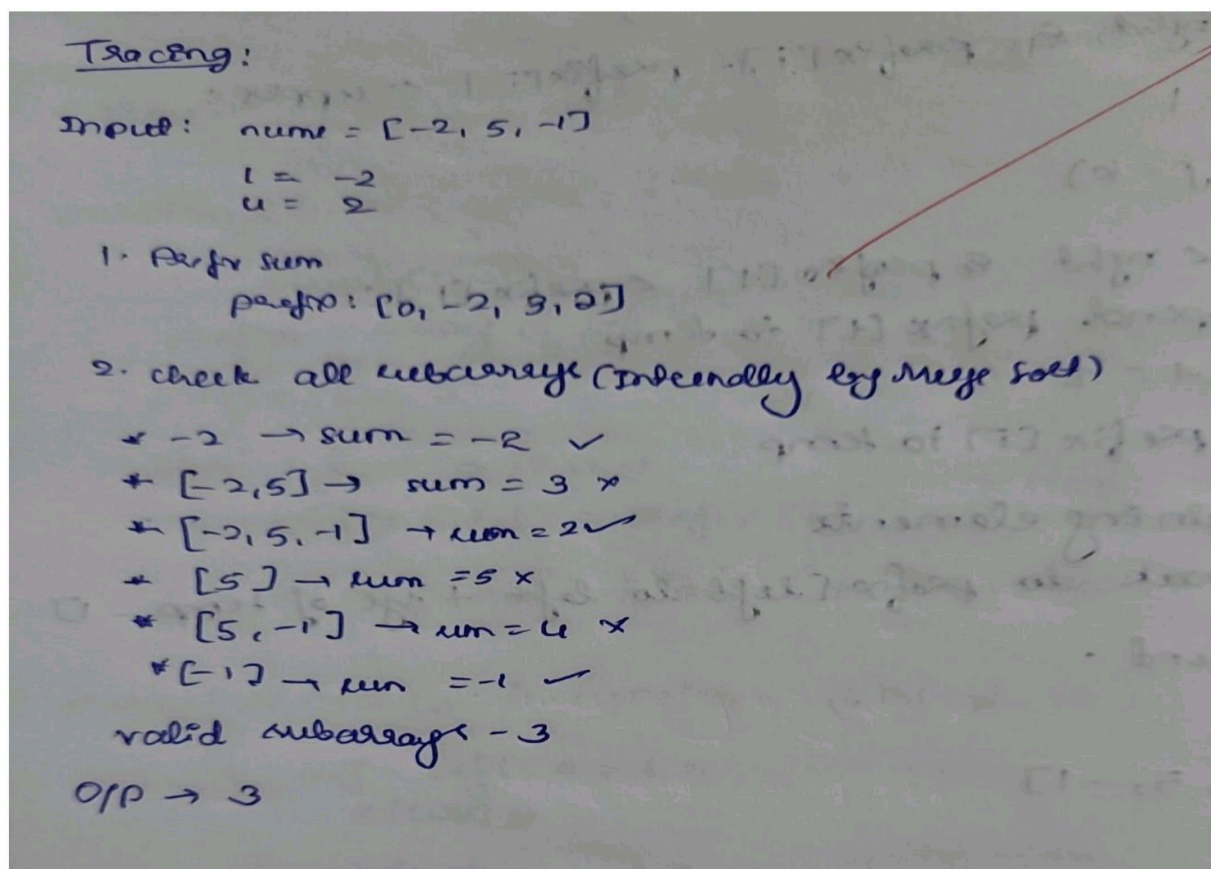 Tracing:
Input: nums = [-2, 5, -1]
l = -2
u = 2
1. Prefix sum
prefix: [0, -2, 3, 2]
2. check all subarrays (Internally by Merge Sort)
* -2 → sum = -2 ✓
* [-2,5] → sum = 3 ×
* [-2, 5, -1] → sum = 2 ✓
* [5] → sum = 5 ×
* [5, -1] → sum = 4 ×
* [-1] → sum = -1 ✓
valid subarrays - 3
O/P → 3